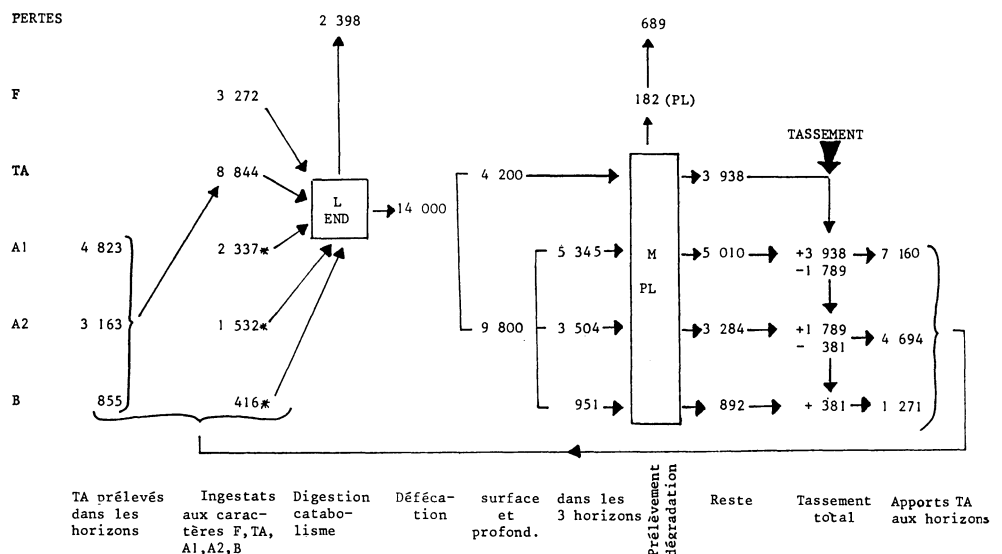 PERTES 2 398 689
F 3 272 182 (PL)
TASSEMENT
TA 8 844 4 200 3 938
L
END
14 000
A1 4 823 2 337* 5 345 M 5 010 +3 938 7 160
-1 789
PL
A2 3 163 1 532* 9 800 3 504 3 284 +1 789 4 694
- 381
B 855 416* 951 892 + 381 1 271
TA prélevés
dans les
horizons
Ingestats
aux carac-
tères F,TA,
A1,A2,B
Digestion
catabo-
lisme
Déféca-
tion
surface
et
profond.
dans les
3 horizons
Prélèvement
dégradation
Reste
Tassement
total
Apports TA
aux horizons